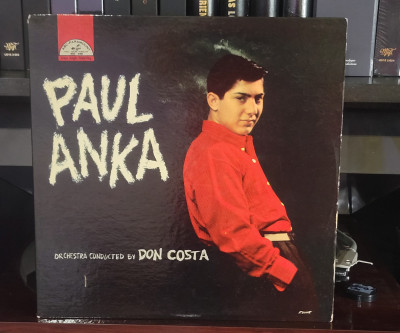 PAUL
ANKA
ORCHESTRA CONDUCTED BY DON COSTA